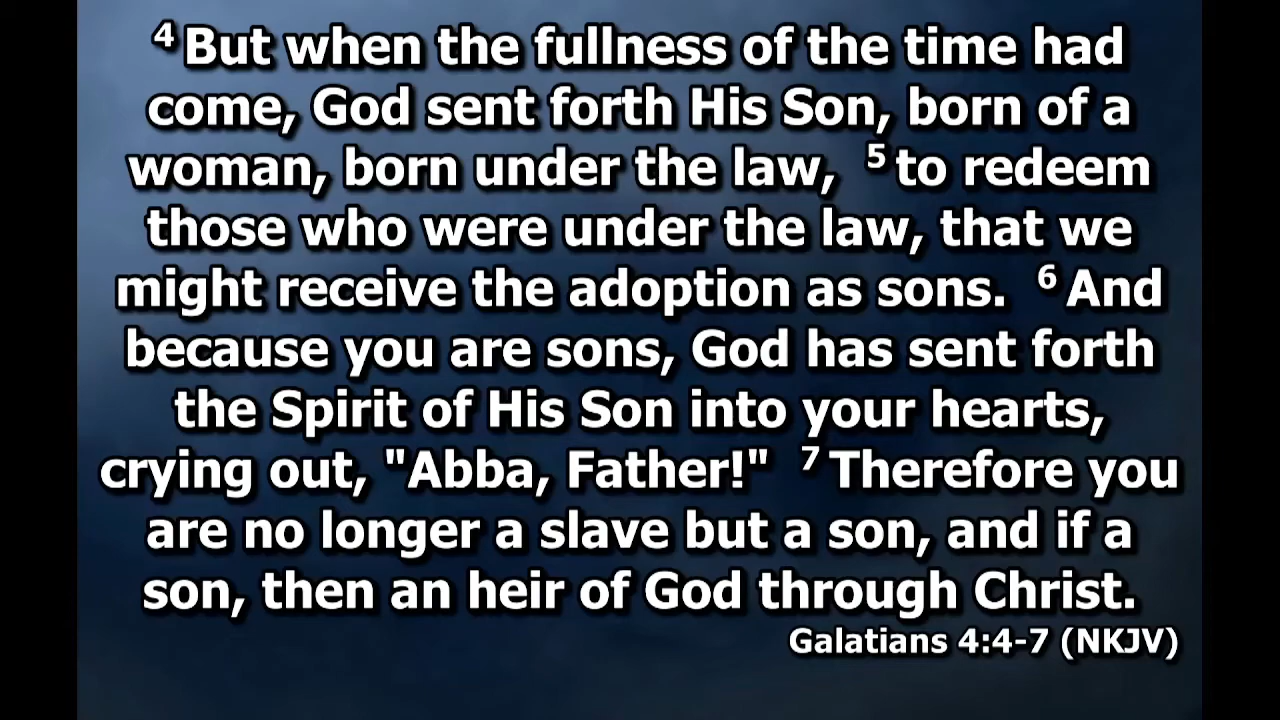 4 But when the fullness of the time had
come, God sent forth His Son, born of a
woman, born under the law, 5 to redeem
those who were under the law, that we
might receive the adoption as sons. 6 And
because you are sons, God has sent forth
the Spirit of His Son into your hearts,
crying out, "Abba, Father!" 7 Therefore you
are no longer a slave but a son, and if a
son, then an heir of God through Christ.
Galatians 4:4-7 (NKJV)